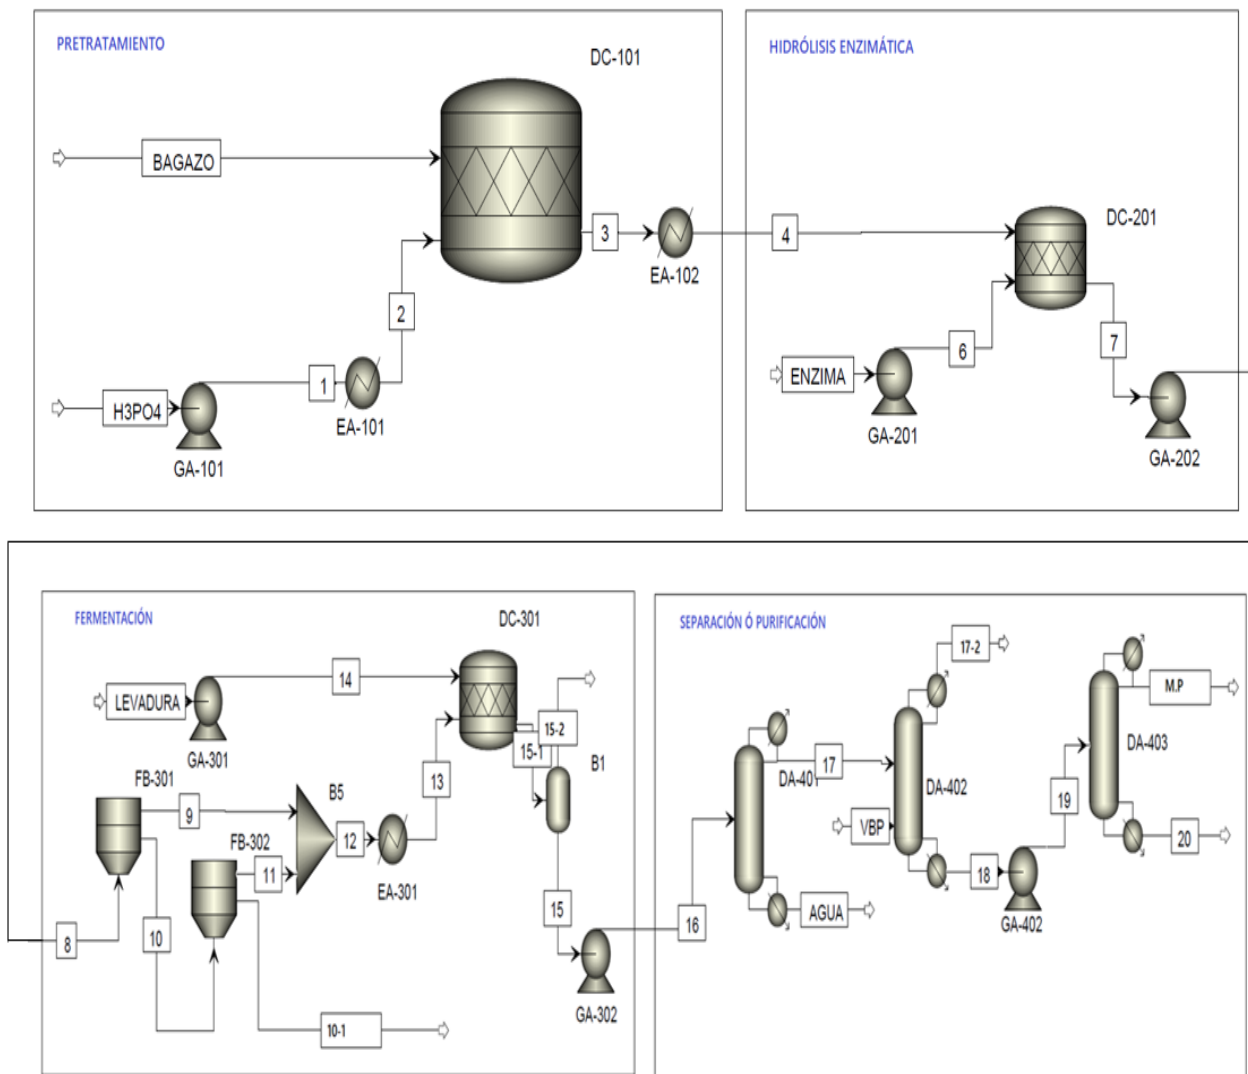 PRETRATAMIENTO
DC-101
BAGAZO
3
EA-102
2
1
EA-101
H3PO4
GA-101
HIDRÓLISIS ENZIMÁTICA
4
DC-201
6
7
ENZIMA
GA-201
GA-202
FERMENTACIÓN
DC-301
14
LEVADURA
GA-301
15-2
15-1
B1
13
FB-301
9
B5
12
FB-302
11
EA-301
8
10
15
GA-302
10-1
SEPARACIÓN Ó PURIFICACIÓN
17-2
M.P
DA-401
17
DA-402
DA-403
VBP
19
18
GA-402
20
16
AGUA